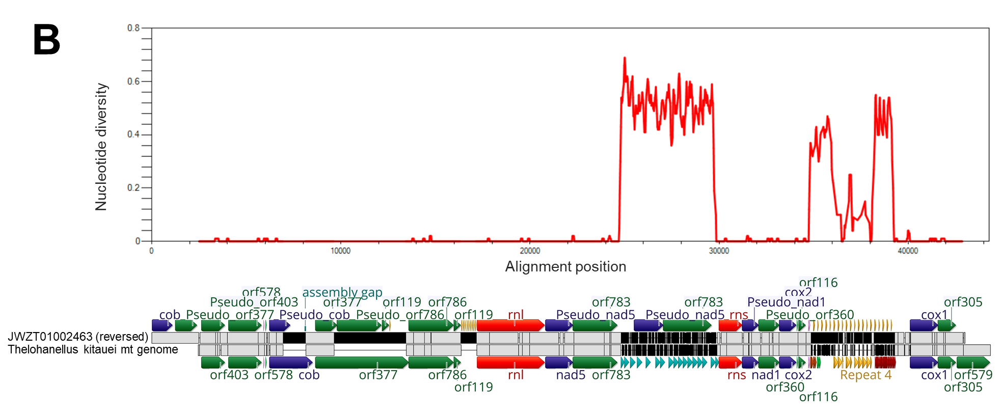 B
0.8
0.6
0.4
0.2
0
Nucleotide diversity
0 10000 20000 30000 40000
Alignment position
orf116
orf578 assembly gap cox2
Pseudo_orf403 orf377 orf119 orf786 orf783 orf783 Pseudo_nad1 orf305
cob Pseudo_orf377 Pseudo_cob Pseudo_orf786 orf119 rnl Pseudo_nad5 Pseudo_nad5 rns Pseudo_orf360 cox1
JWZT01002463 (reversed)
Thelohanellus kitauei mt genome
orf403 orf578 cob orf377 orf786 rnl nad5 orf783 rns nad1 cox2 Repeat 4 cox1 orf579
orf119 orf360 orf305
orf116